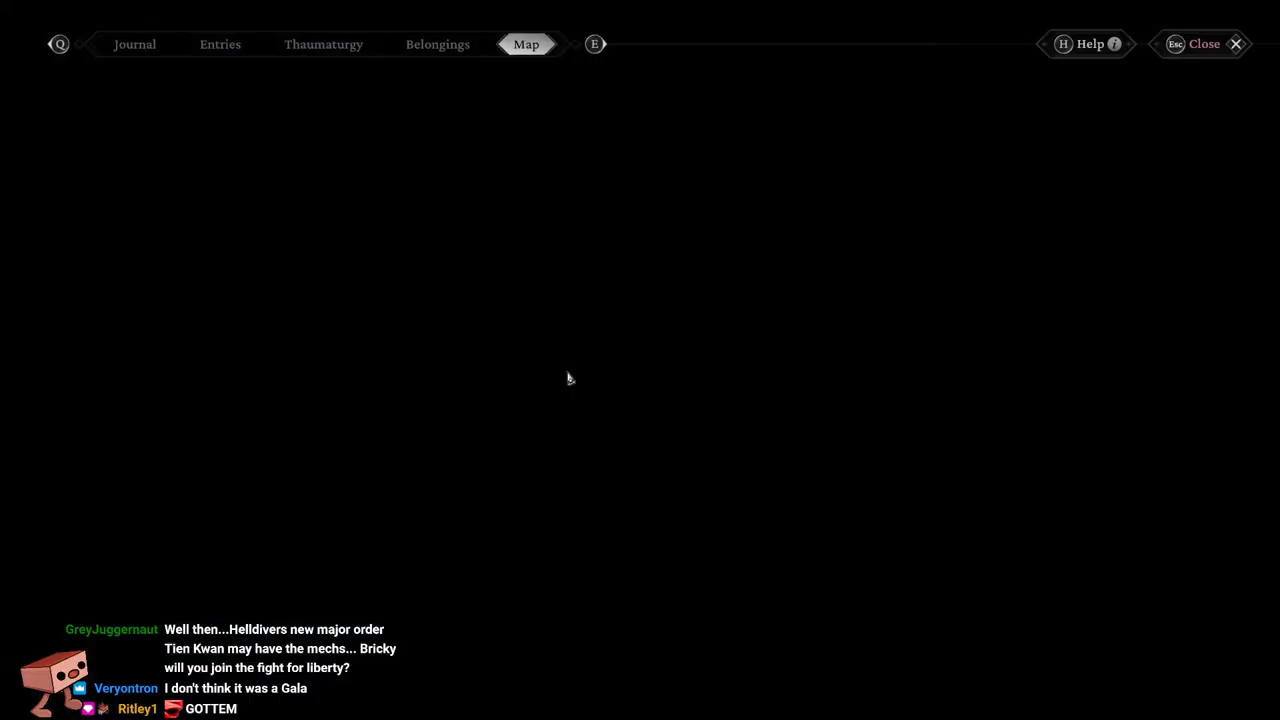 Q Journal Entries Thaumaturgy Belongings Map E H Help i Esc Close
GreyJuggernaut Well then...Helldivers new major order
Tien Kwan may have the mechs... Bricky
will you join the fight for liberty?
Veryontron I don't think it was a Gala
Ritley1 GOTTEM